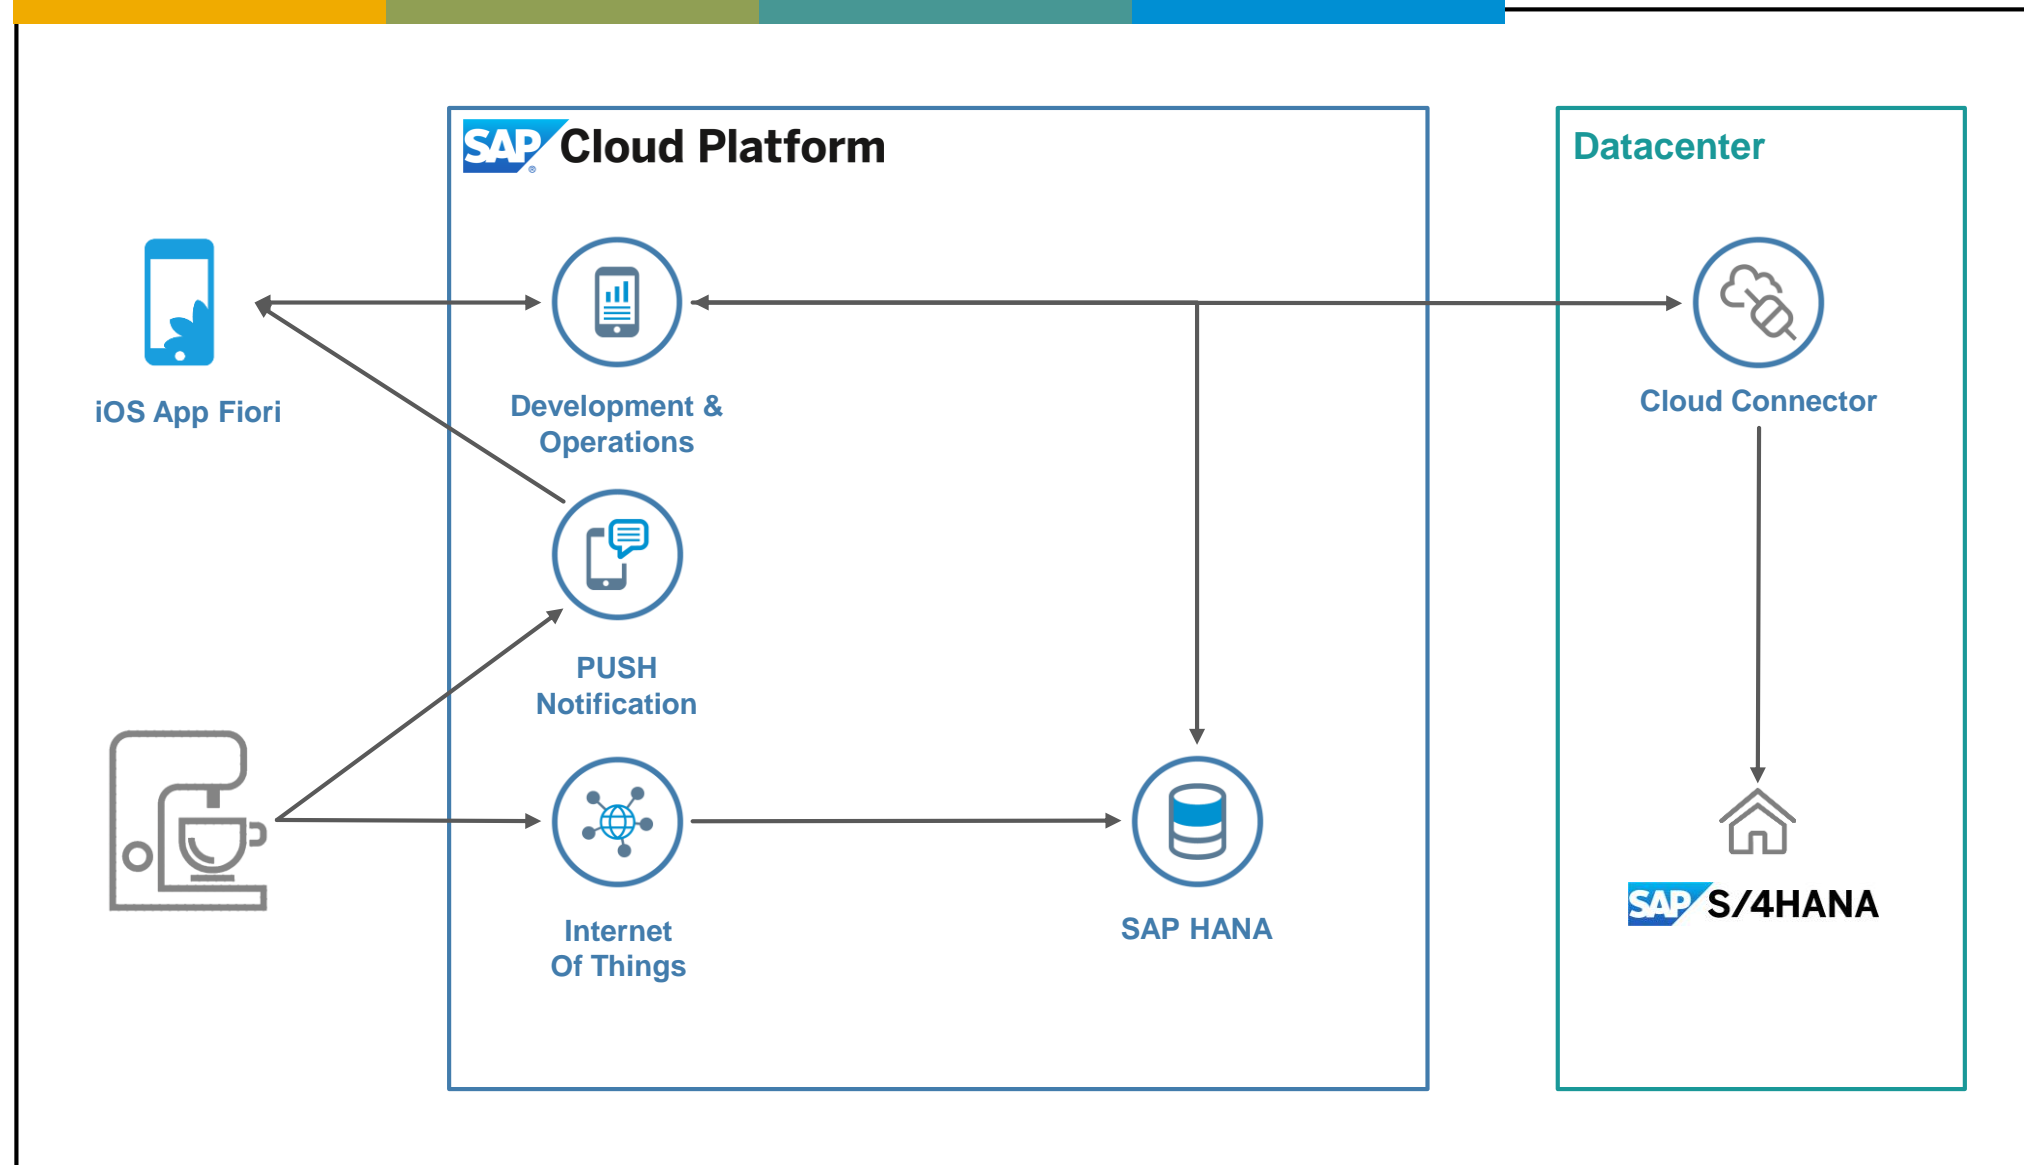 SAP® Cloud Platform
Datacenter
iOS App Fiori
Development &
Operations
Cloud Connector
PUSH
Notification
Internet
Of Things
SAP HANA
SAP S/4HANA